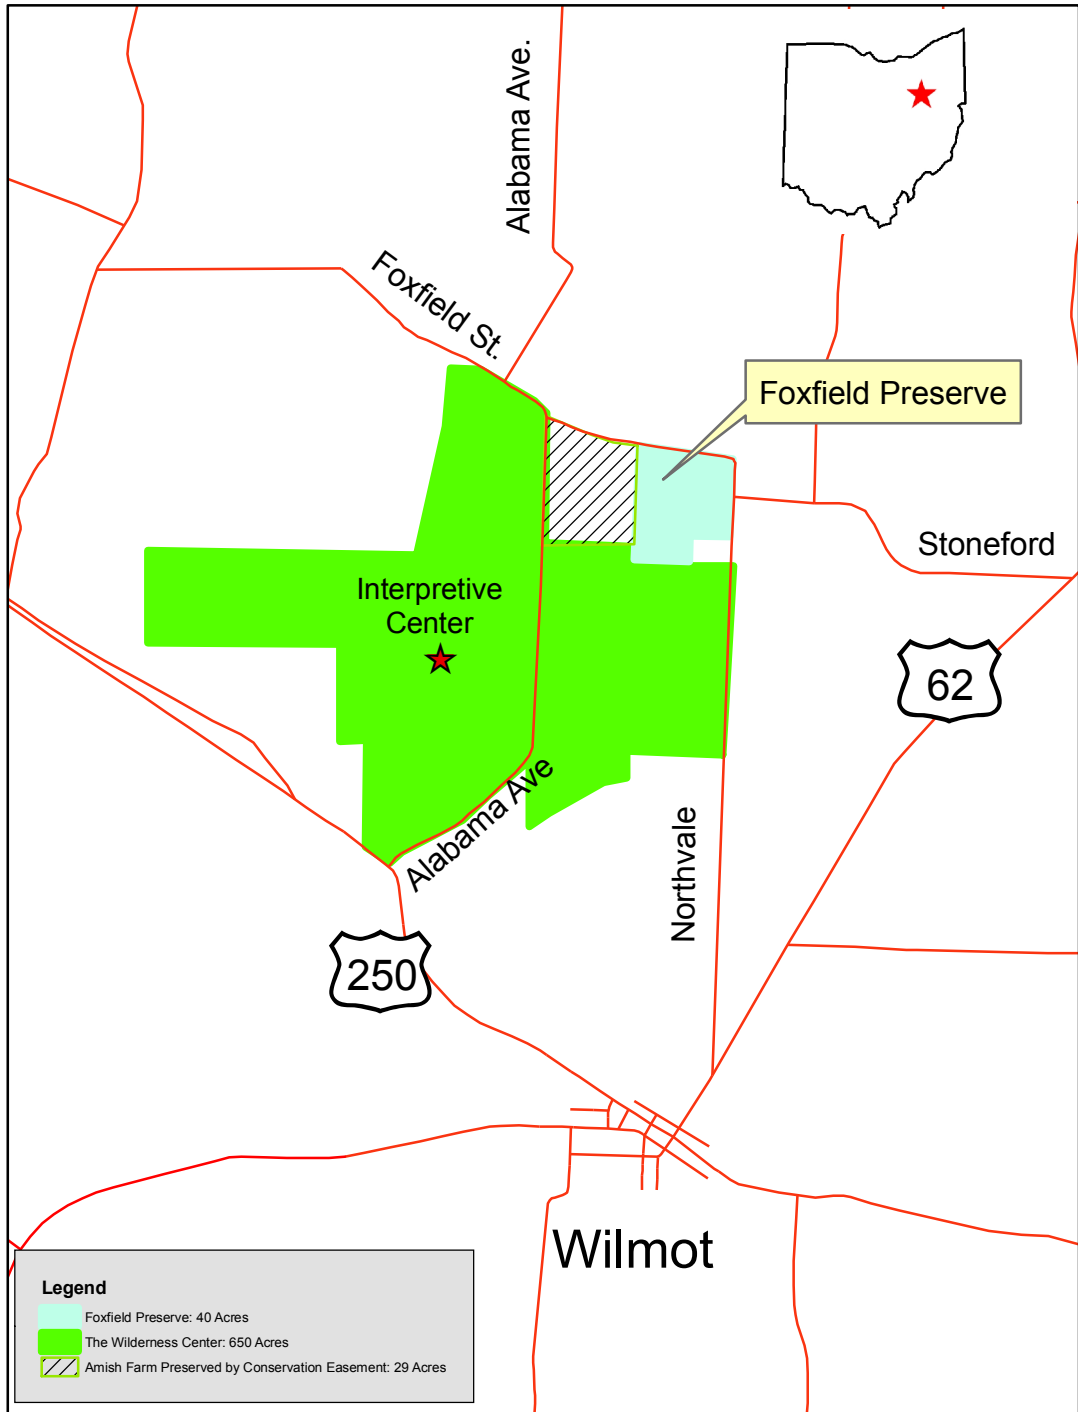 Alabama Ave.
Foxfield St.
Foxfield Preserve
Stoneford
Interpretive
Center
62
Alabama Ave
Northvale
250
Wilmot
Legend
Foxfield Preserve: 40 Acres
The Wilderness Center: 650 Acres
Amish Farm Preserved by Conservation Easement: 29 Acres